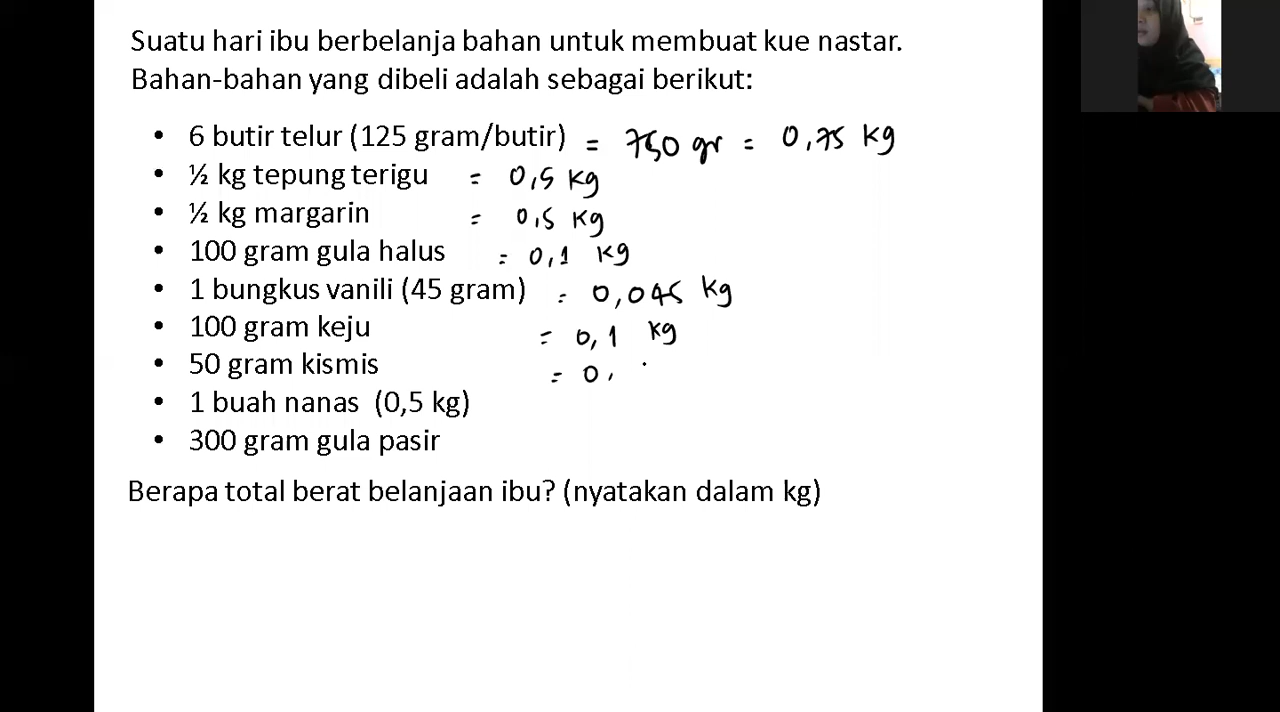 Suatu hari ibu berbelanja bahan untuk membuat kue nastar.
Bahan-bahan yang dibeli adalah sebagai berikut:
• 6 butir telur (125 gram/butir) = 750 gr = 0,75 kg
• ½ kg tepung terigu = 0,5 kg
• ½ kg margarin = 0,5 kg
• 100 gram gula halus = 0,1 kg
• 1 bungkus vanili (45 gram) = 0,045 kg
• 100 gram keju = 0,1 kg
• 50 gram kismis = 0,
• 1 buah nanas (0,5 kg)
• 300 gram gula pasir
Berapa total berat belanjaan ibu? (nyatakan dalam kg)